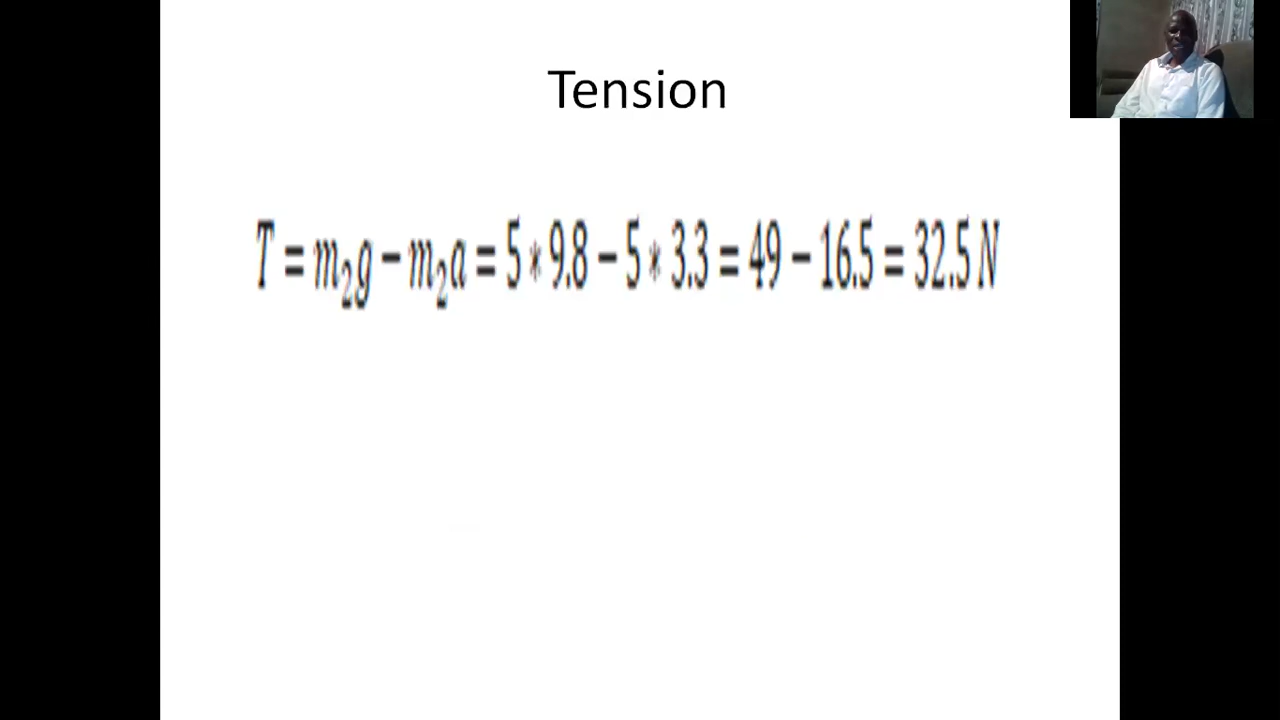 Tension
T = m₂g − m₂a = 5 * 9.8 − 5 * 3.3 = 49 − 16.5 = 32.5 N